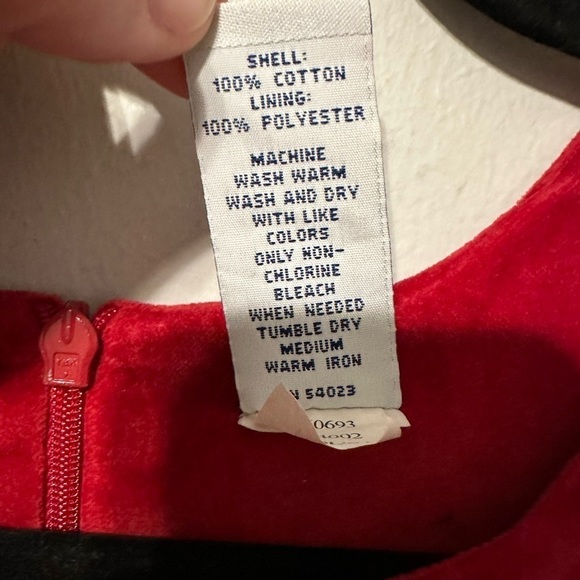 SHELL:
100% COTTON
LINING:
100% POLYESTER
MACHINE
WASH WARM
WASH AND DRY
WITH LIKE
COLORS
ONLY NON-
CHLORINE
BLEACH
WHEN NEEDED
TUMBLE DRY
MEDIUM
WARM IRON
54023
0693